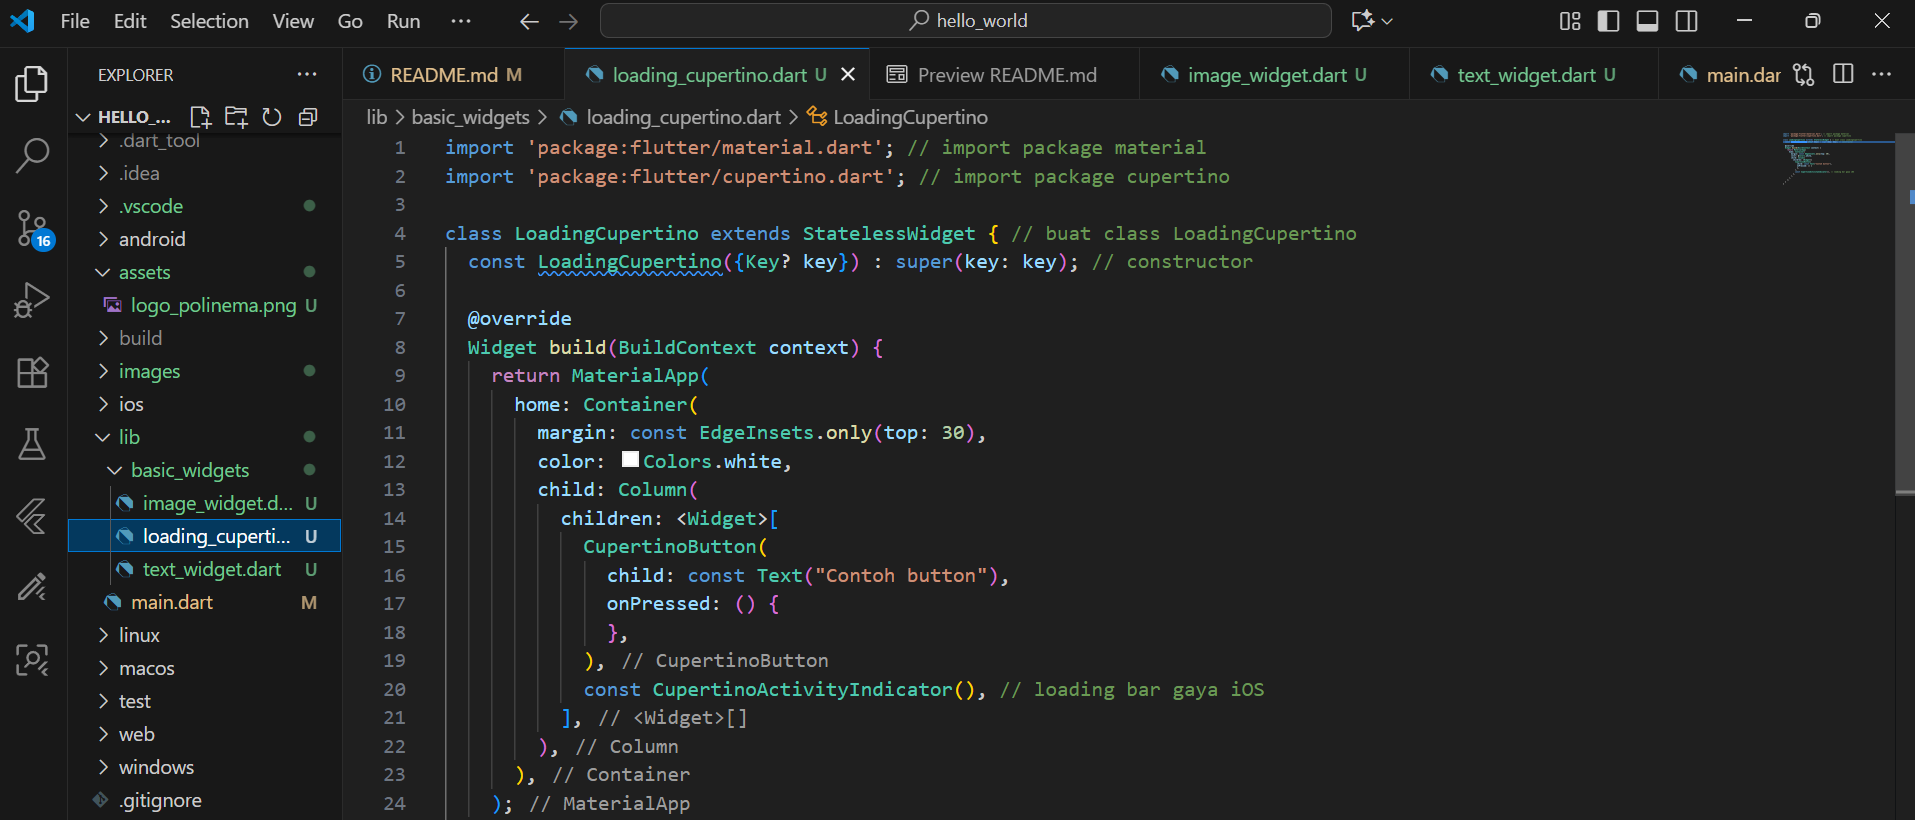 File Edit Selection View Go Run ··· hello_world
EXPLORER ···
HELLO_...
.dart_tool
.idea
.vscode
android
assets
logo_polinema.png U
build
images
ios
lib
basic_widgets
image_widget.d... U
loading_cuperti... U
text_widget.dart U
main.dart M
linux
macos
test
web
windows
.gitignore
16
README.md M loading_cupertino.dart U Preview README.md image_widget.dart U text_widget.dart U main.dar ···
lib > basic_widgets > loading_cupertino.dart > LoadingCupertino
1 import 'package:flutter/material.dart'; // import package material
2 import 'package:flutter/cupertino.dart'; // import package cupertino
3
4 class LoadingCupertino extends StatelessWidget { // buat class LoadingCupertino
5 const LoadingCupertino({Key? key}) : super(key: key); // constructor
6
7 @override
8 Widget build(BuildContext context) {
9 return MaterialApp(
10 home: Container(
11 margin: const EdgeInsets.only(top: 30),
12 color: Colors.white,
13 child: Column(
14 children: <Widget>[
15 CupertinoButton(
16 child: const Text("Contoh button"),
17 onPressed: () {
18 },
19 ), // CupertinoButton
20 const CupertinoActivityIndicator(), // loading bar gaya iOS
21 ], // <Widget>[]
22 ), // Column
23 ), // Container
24 ); // MaterialApp